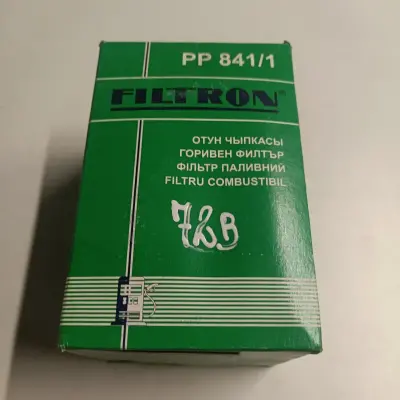 PP 841/1
FILTRON
ОТУН ЧЫПКАСЫ
ГОРИВЕН ФИЛТЪР
ФІЛЬТР ПАЛИВНИЙ
FILTRU COMBUSTIBIL
72B